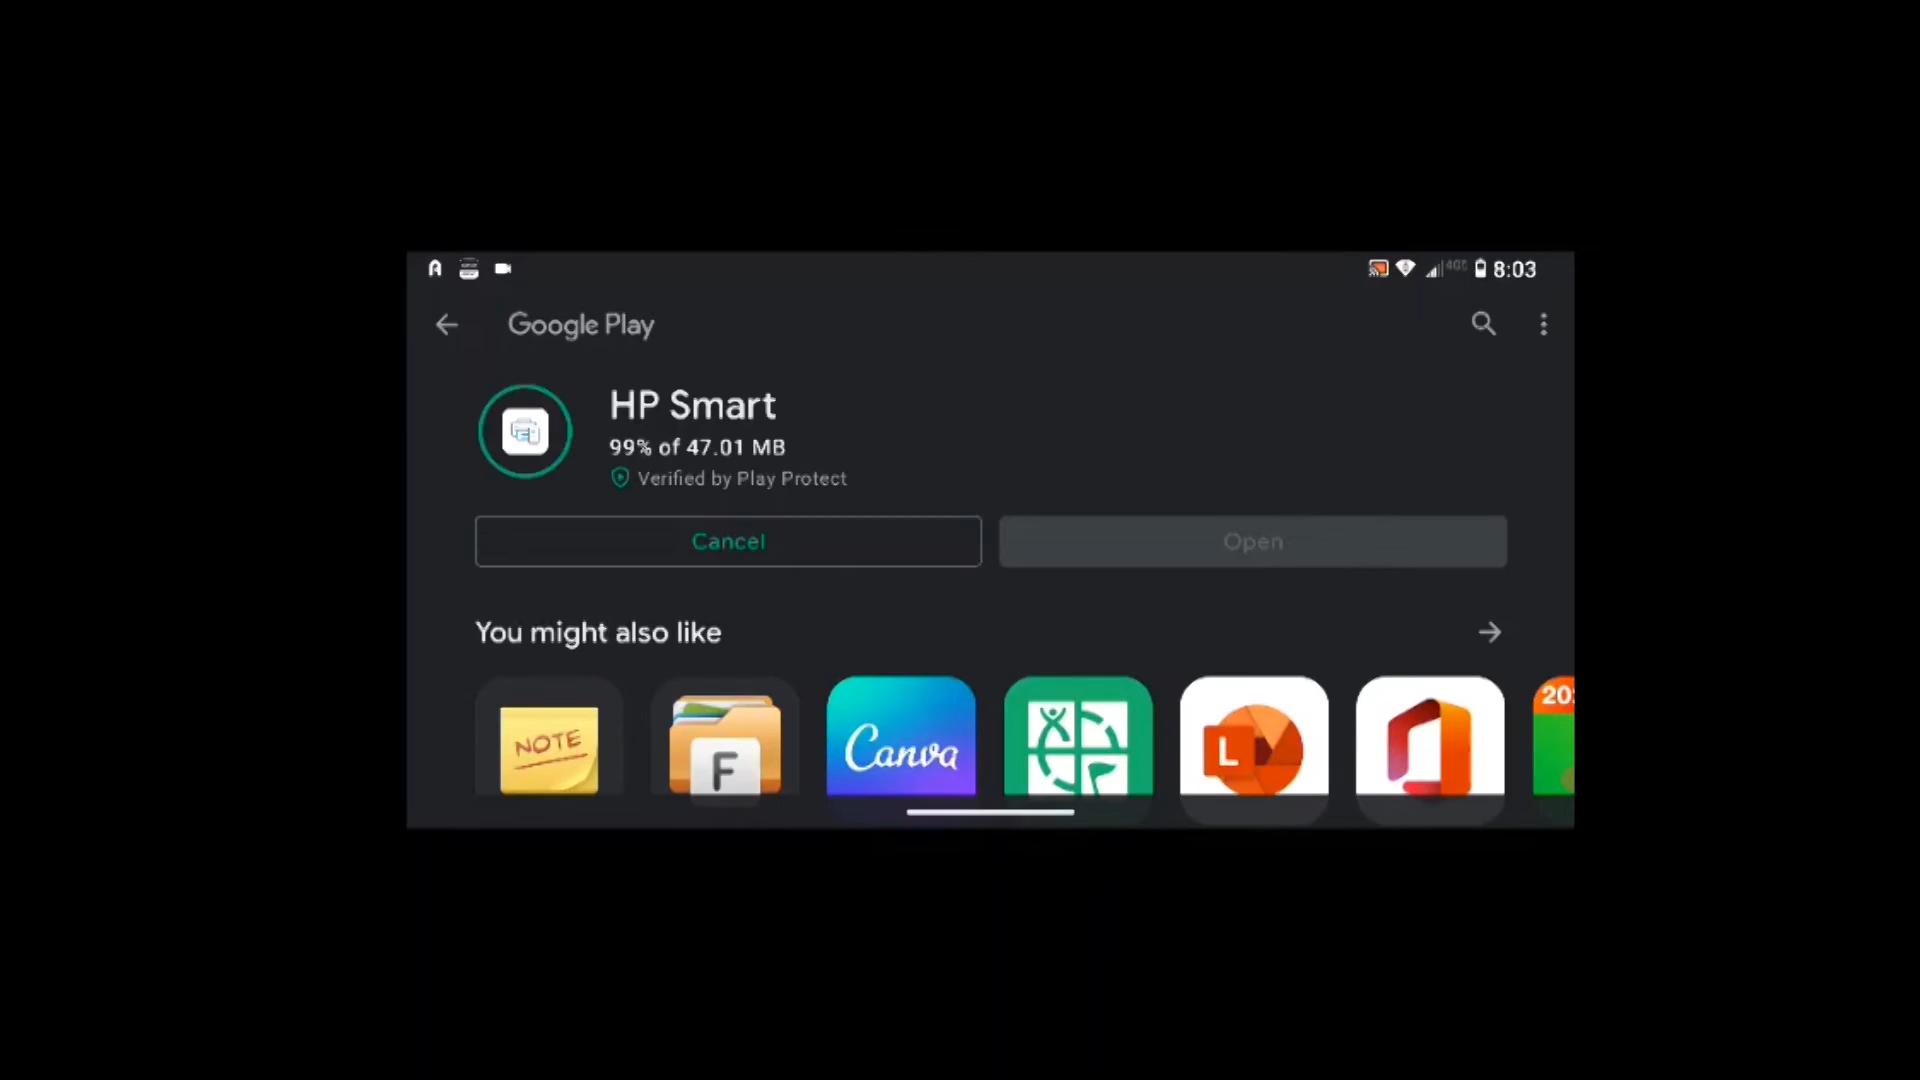 8:03
Google Play
HP Smart
99% of 47.01 MB
Verified by Play Protect
Cancel
Open
You might also like
NOTE
F
Canva
L